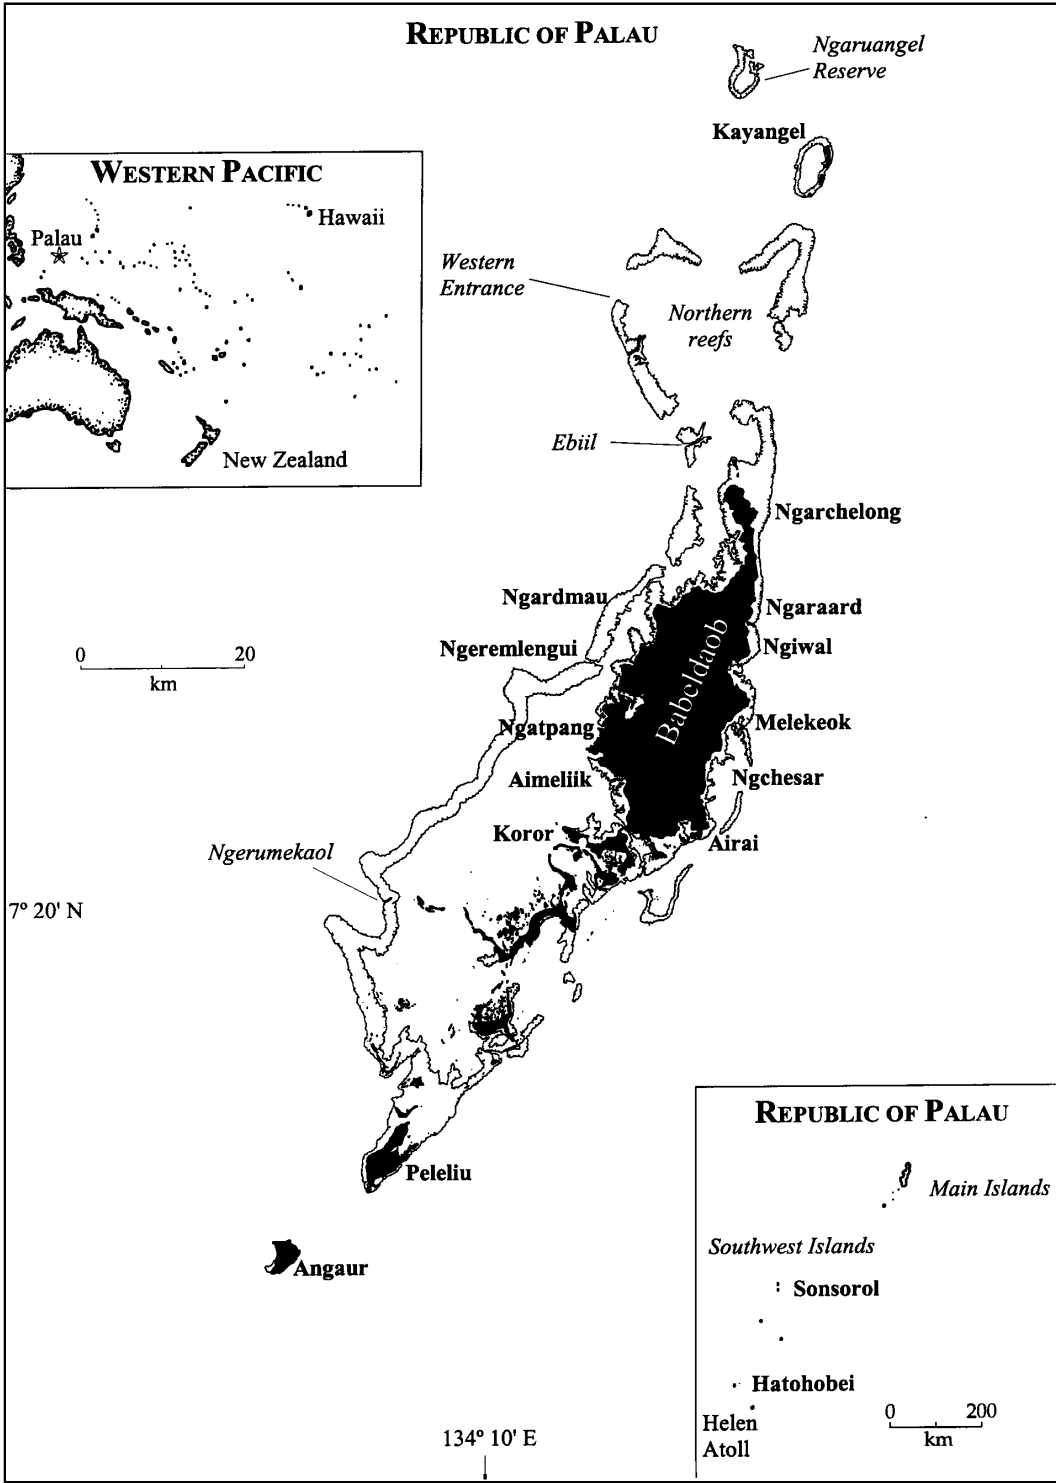 REPUBLIC OF PALAU
Ngaruangel
Reserve
Kayangel
WESTERN PACIFIC
Hawaii
Palau
New Zealand
Western
Entrance
Northern
reefs
Ebiil
Ngarchelong
Ngardmau
Ngaraard
Ngeremlengui
Ngiwal
0 20
km
Babeldaob
Ngatpang
Melekeok
Aimeliik
Ngchesar
Koror
Airai
Ngerumekaol
7° 20' N
Peleliu
Angaur
REPUBLIC OF PALAU
Main Islands
Southwest Islands
Sonsorol
Hatohobei
Helen
Atoll
0 200
km
134° 10' E